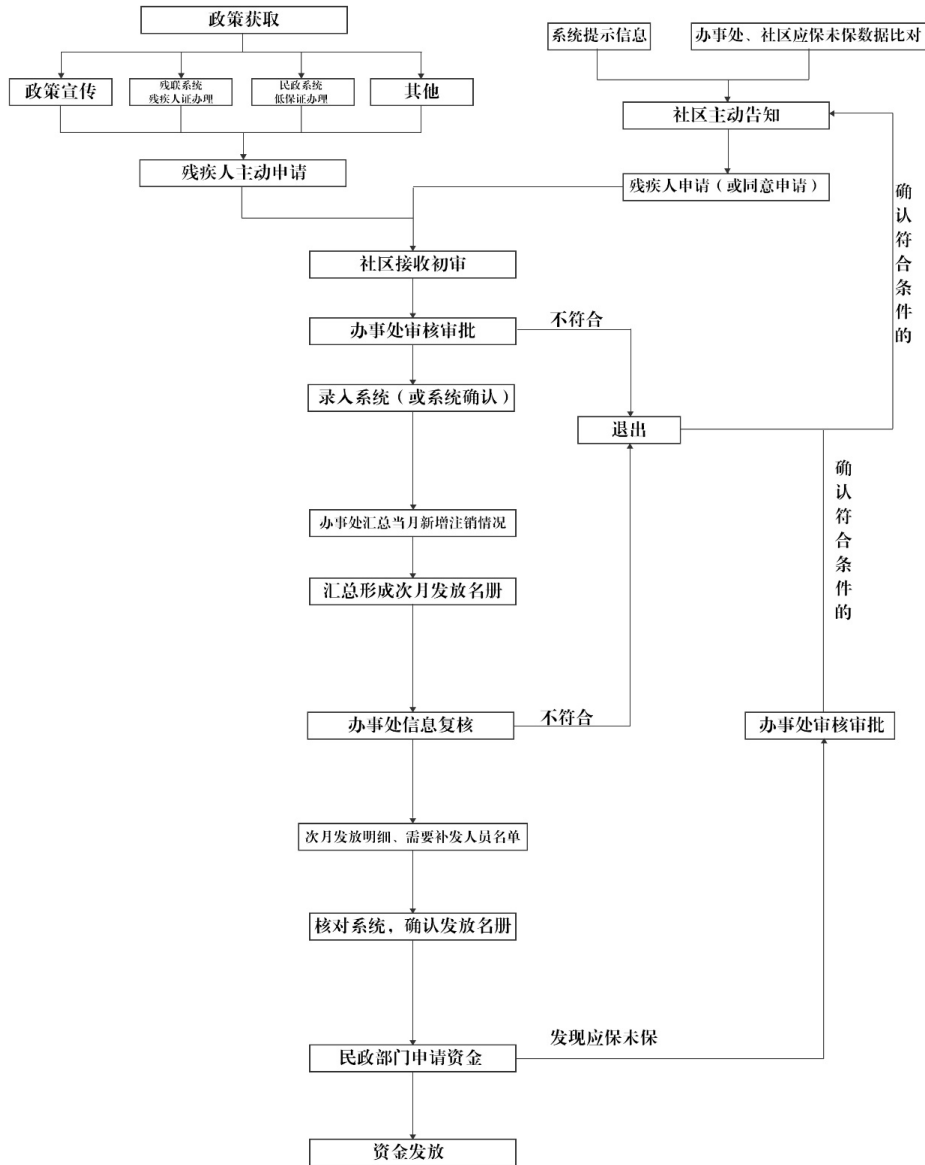 政策获取
系统提示信息
办事处、社区应保未保数据比对
政策宣传
残联系统
残疾人证办理
民政系统
低保证办理
其他
社区主动告知
残疾人主动申请
残疾人申请（或同意申请）
确认符合条件的
社区接收初审
办事处审核审批
不符合
录入系统（或系统确认）
退出
确认符合条件的
办事处汇总当月新增注销情况
汇总形成次月发放名册
办事处信息复核
不符合
办事处审核审批
次月发放明细、需要补发人员名单
核对系统，确认发放名册
发现应保未保
民政部门申请资金
资金发放